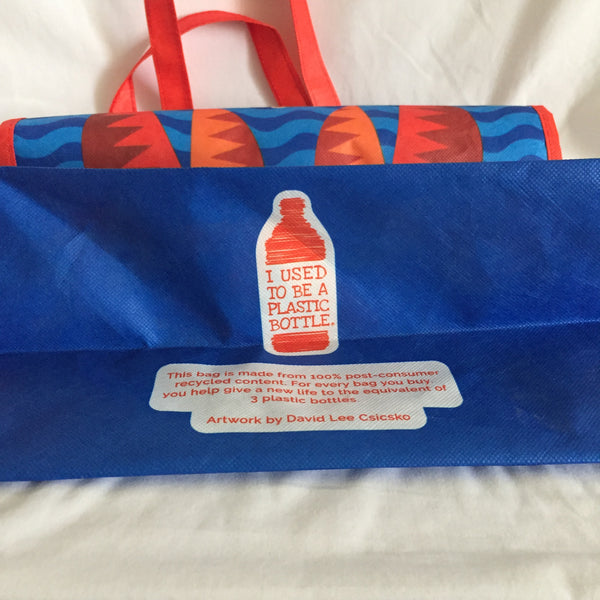 I USED
TO BE A
PLASTIC
BOTTLE.
This bag is made from 100% post-consumer
recycled content. For every bag you buy,
you help give a new life to the equivalent of
3 plastic bottles
Artwork by David Lee Csicsko